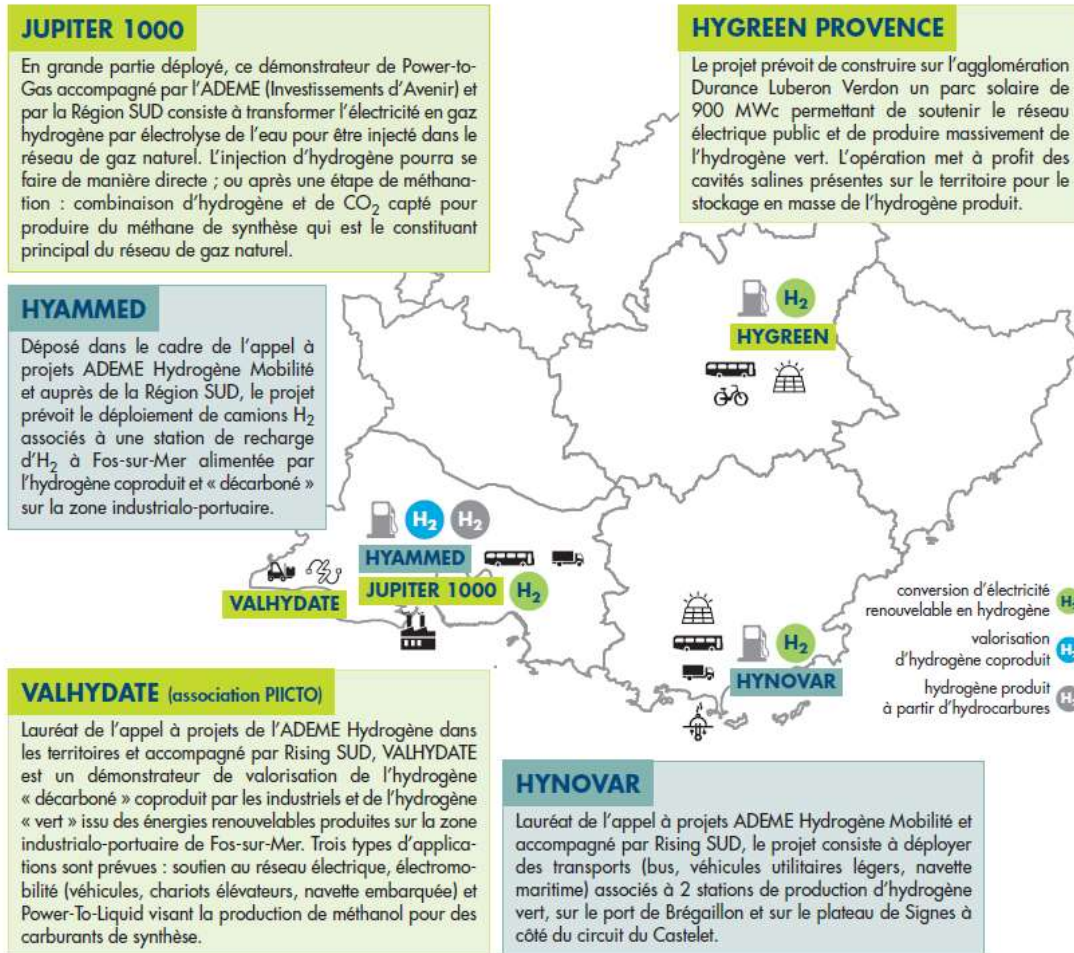 JUPITER 1000
En grande partie déployé, ce démonstrateur de Power-to-
Gas accompagné par l'ADEME (Investissements d'Avenir) et
par la Région SUD consiste à transformer l'électricité en gaz
hydrogène par électrolyse de l'eau pour être injecté dans le
réseau de gaz naturel. L'injection d'hydrogène pourra se
faire de manière directe ; ou après une étape de méthana-
tion : combinaison d'hydrogène et de CO₂ capté pour
produire du méthane de synthèse qui est le constituant
principal du réseau de gaz naturel.
HYGREEN PROVENCE
Le projet prévoit de construire sur l'agglomération
Durance Luberon Verdon un parc solaire de
900 MWc permettant de soutenir le réseau
électrique public et de produire massivement de
l'hydrogène vert. L'opération met à profit des
cavités salines présentes sur le territoire pour le
stockage en masse de l'hydrogène produit.
HYAMMED
Déposé dans le cadre de l'appel à
projets ADEME Hydrogène Mobilité
et auprès de la Région SUD, le projet
prévoit le déploiement de camions H₂
associés à une station de recharge
d'H₂ à Fos-sur-Mer alimentée par
l'hydrogène coproduit et « décarboné »
sur la zone industrialo-portuaire.
H₂
HYGREEN
H₂ H₂
HYAMMED
JUPITER 1000 H₂
VALHYDATE
H₂
HYNOVAR
conversion d'électricité
renouvelable en hydrogène
valorisation
d'hydrogène coproduit
hydrogène produit
à partir d'hydrocarbures
VALHYDATE (association PIICTO)
Lauréat de l'appel à projets de l'ADEME Hydrogène dans
les territoires et accompagné par Rising SUD, VALHYDATE
est un démonstrateur de valorisation de l'hydrogène
« décarboné » coproduit par les industriels et de l'hydrogène
« vert » issu des énergies renouvelables produites sur la zone
industrialo-portuaire de Fos-sur-Mer. Trois types d'applica-
tions sont prévues : soutien au réseau électrique, électromo-
bilité (véhicules, chariots élévateurs, navette embarquée) et
Power-To-Liquid visant la production de méthanol pour des
carburants de synthèse.
HYNOVAR
Lauréat de l'appel à projets ADEME Hydrogène Mobilité et
accompagné par Rising SUD, le projet consiste à déployer
des transports (bus, véhicules utilitaires légers, navette
maritime) associés à 2 stations de production d'hydrogène
vert, sur le port de Brégaillon et sur le plateau de Signes à
côté du circuit du Castelet.